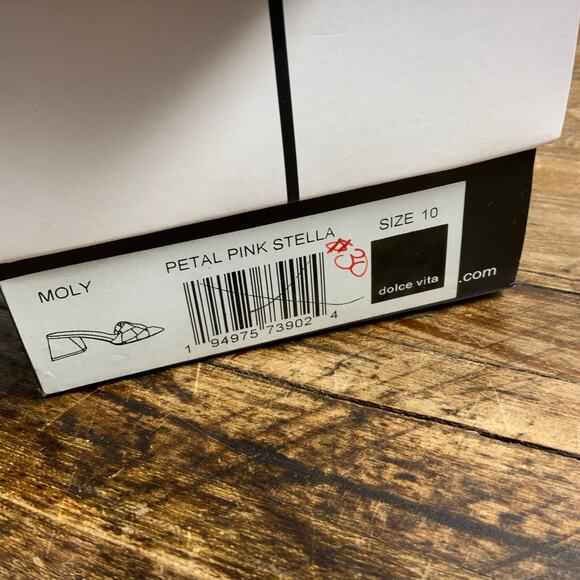 MOLY
PETAL PINK STELLA
#30
SIZE 10
dolce vita
.com
1 94975 73902 4